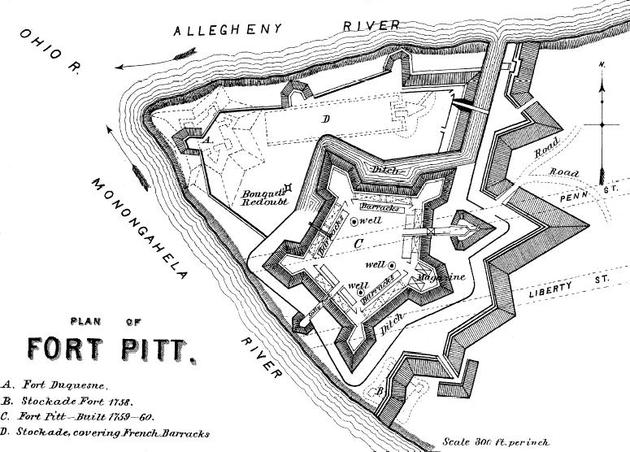 ALLEGHENY RIVER
OHIO R.
N.
D
A
Road
Ditch
Road
Bouquet's
Redoubt
PENN ST.
Barracks
well
Barracks
C
well
Magazine
well
Barracks
LIBERTY ST.
Ditch
MONONGAHELA
RIVER
B
PLAN OF
FORT PITT.
A. Fort Duquesne.
B. Stockade Fort 1758.
C. Fort Pitt—Built 1759—60.
D. Stockade, covering French Barracks
Scale 300 ft. per inch